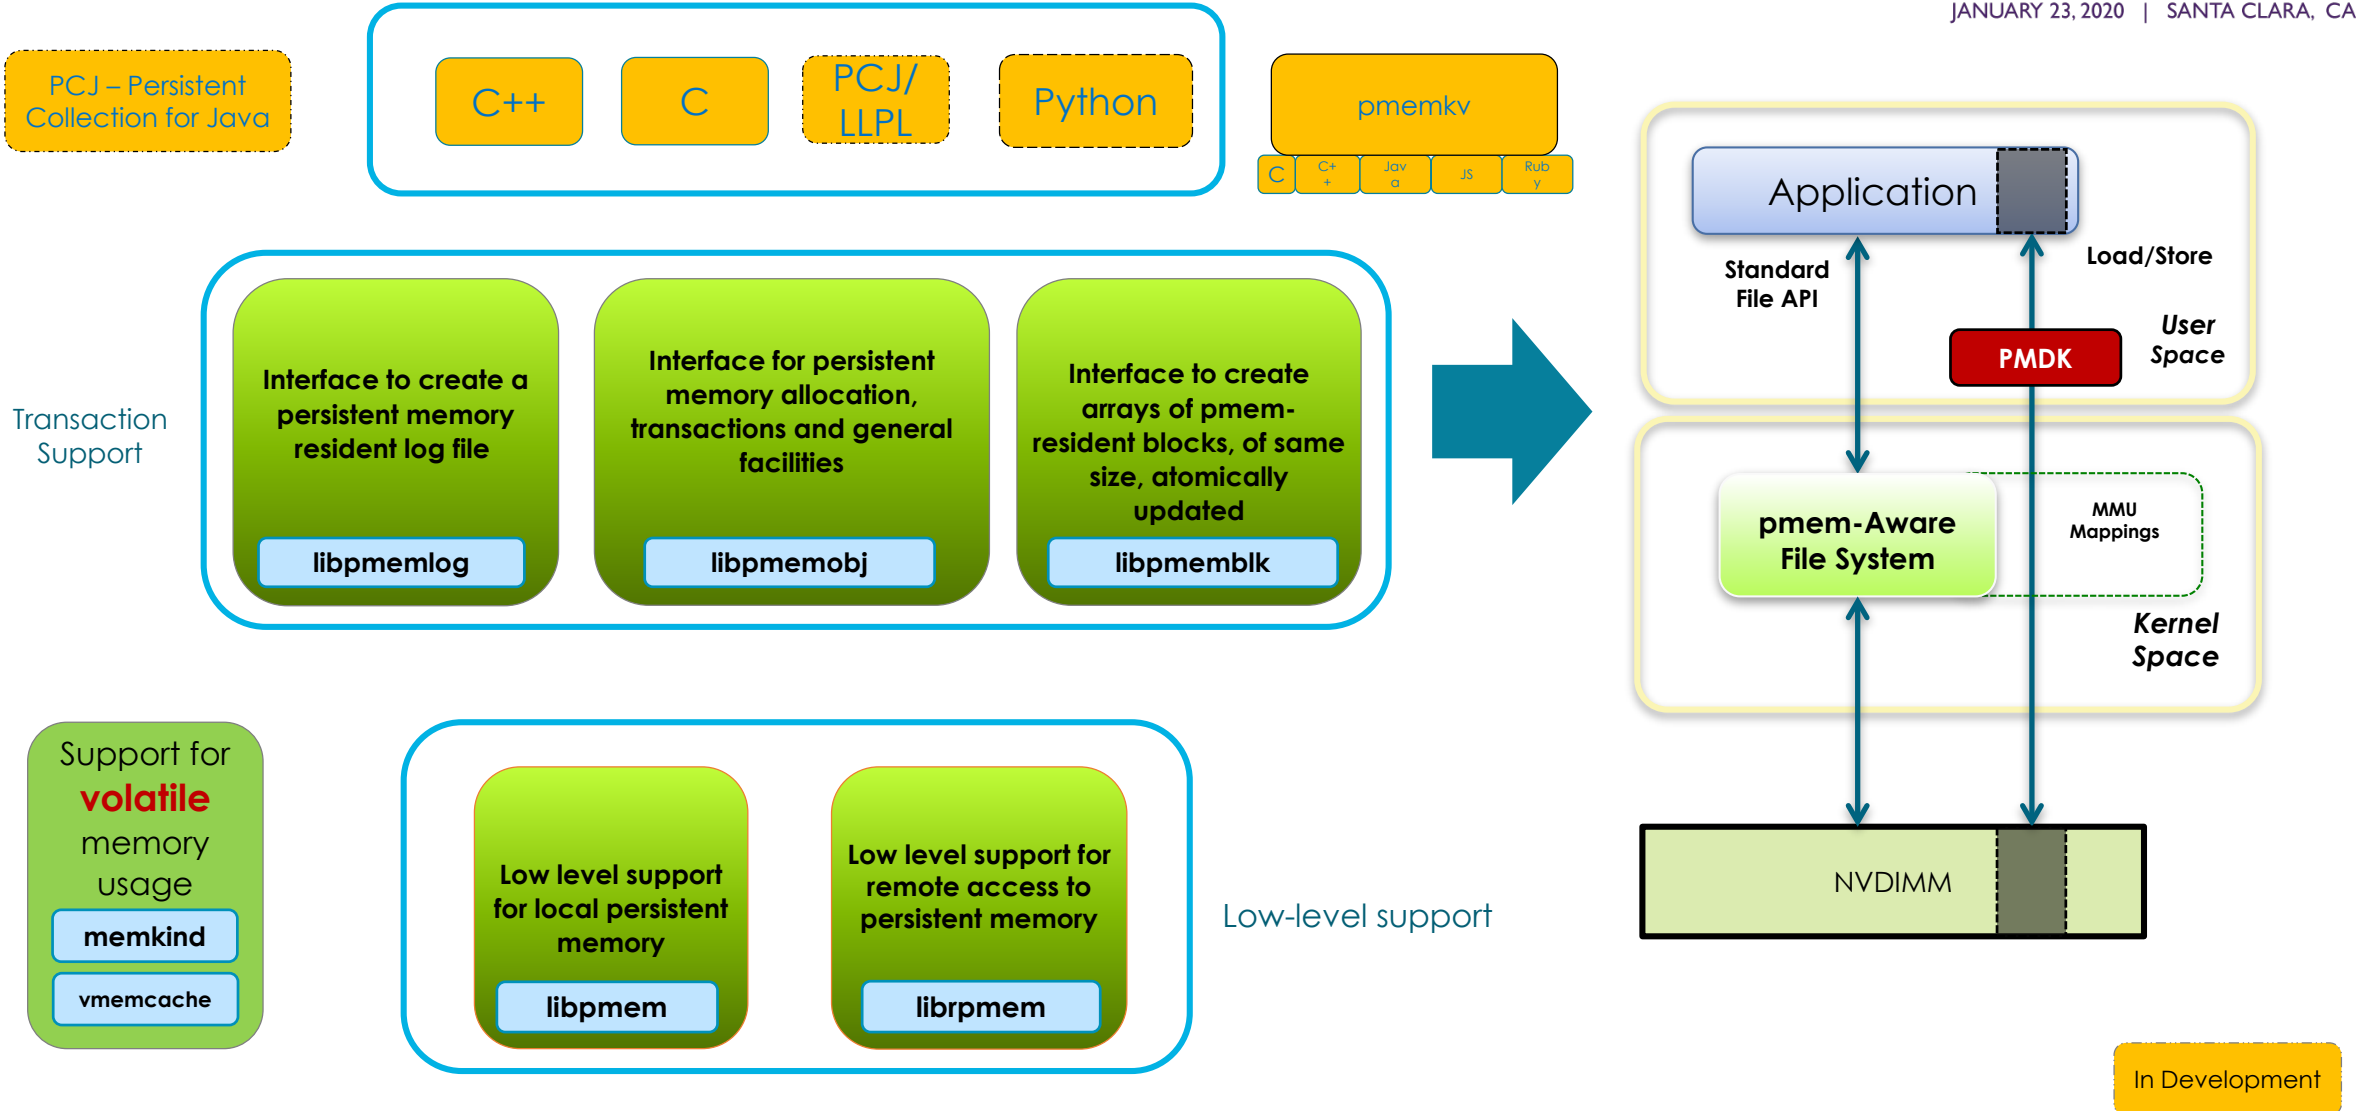 JANUARY 23, 2020 | SANTA CLARA, CA
PCJ – Persistent
Collection for Java
C++
C
PCJ/
LLPL
Python
pmemkv
C
C+
+
Jav
a
JS
Rub
y
Transaction
Support
Interface to create a
persistent memory
resident log file
libpmemlog
Interface for persistent
memory allocation,
transactions and general
facilities
libpmemobj
Interface to create
arrays of pmem-
resident blocks, of same
size, atomically
updated
libpmemblk
Support for
volatile
memory
usage
memkind
vmemcache
Low level support
for local persistent
memory
libpmem
Low level support for
remote access to
persistent memory
librpmem
Low-level support
Application
Standard
File API
Load/Store
User
Space
PMDK
pmem-Aware
File System
MMU
Mappings
Kernel
Space
NVDIMM
In Development